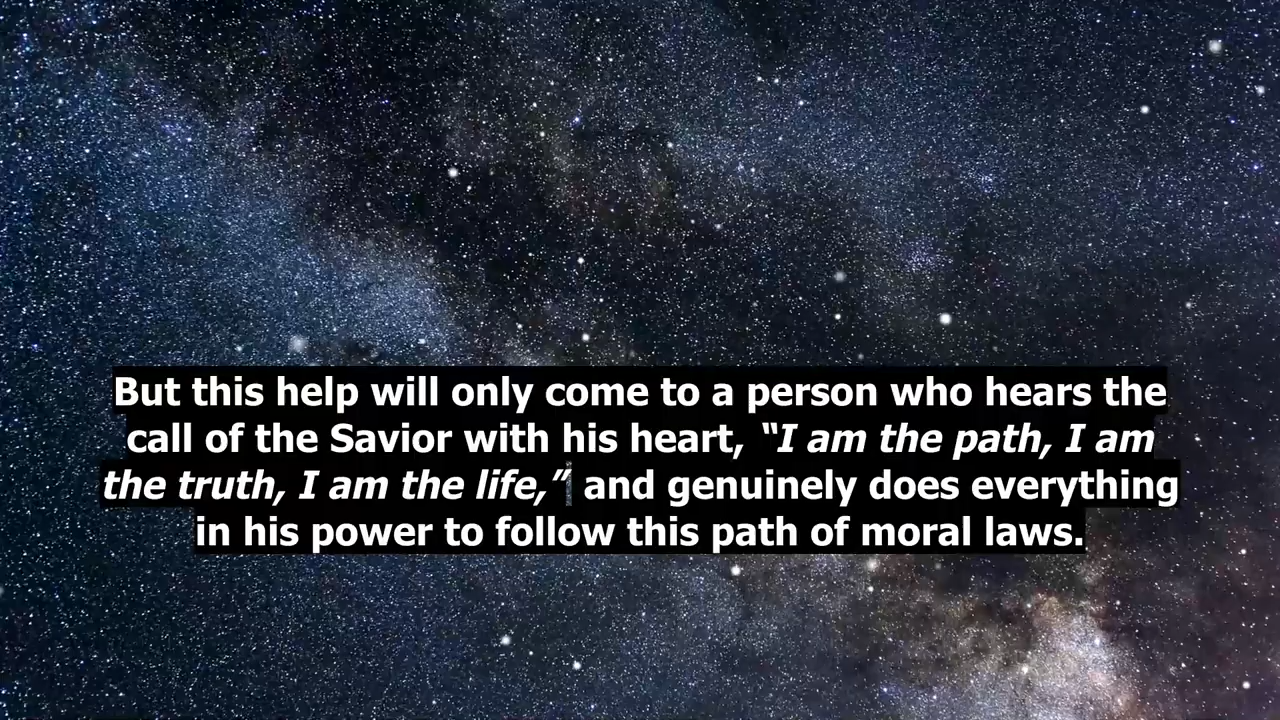 But this help will only come to a person who hears the
call of the Savior with his heart, “I am the path, I am
the truth, I am the life,” and genuinely does everything
in his power to follow this path of moral laws.